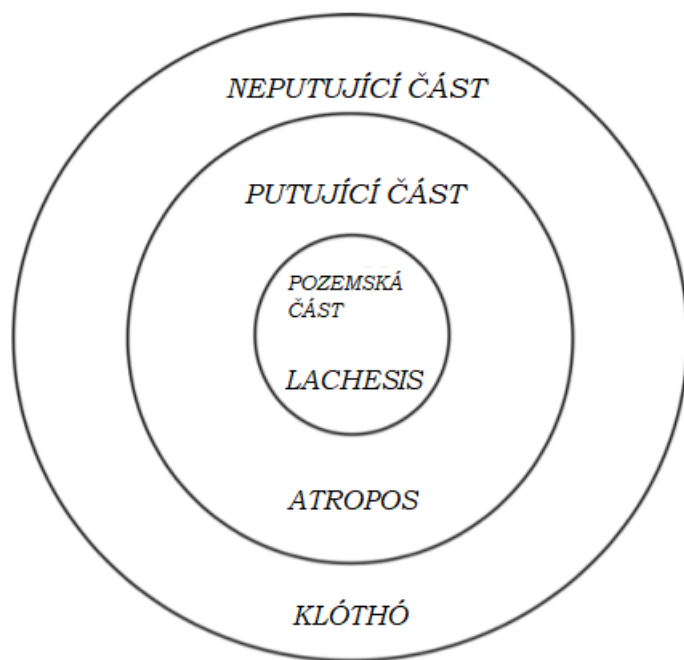 NEPUTUJÍCÍ ČÁST
PUTUJÍCÍ ČÁST
POZEMSKÁ
ČÁST
LACHESIS
ATROPOS
KLÓTHÓ